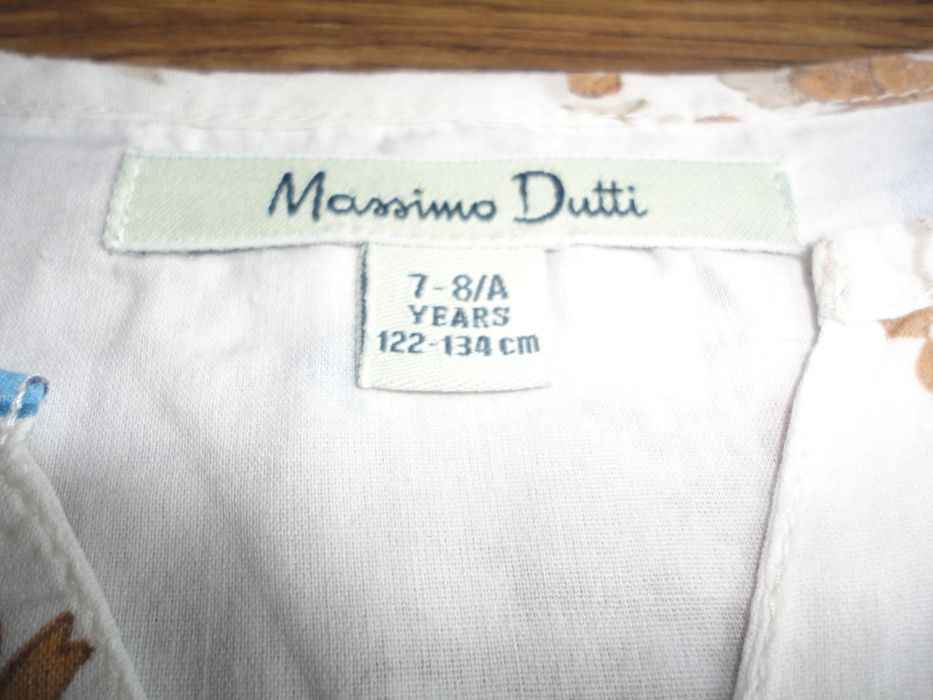 Massimo Dutti
7-8/A
YEARS
122-134 cm